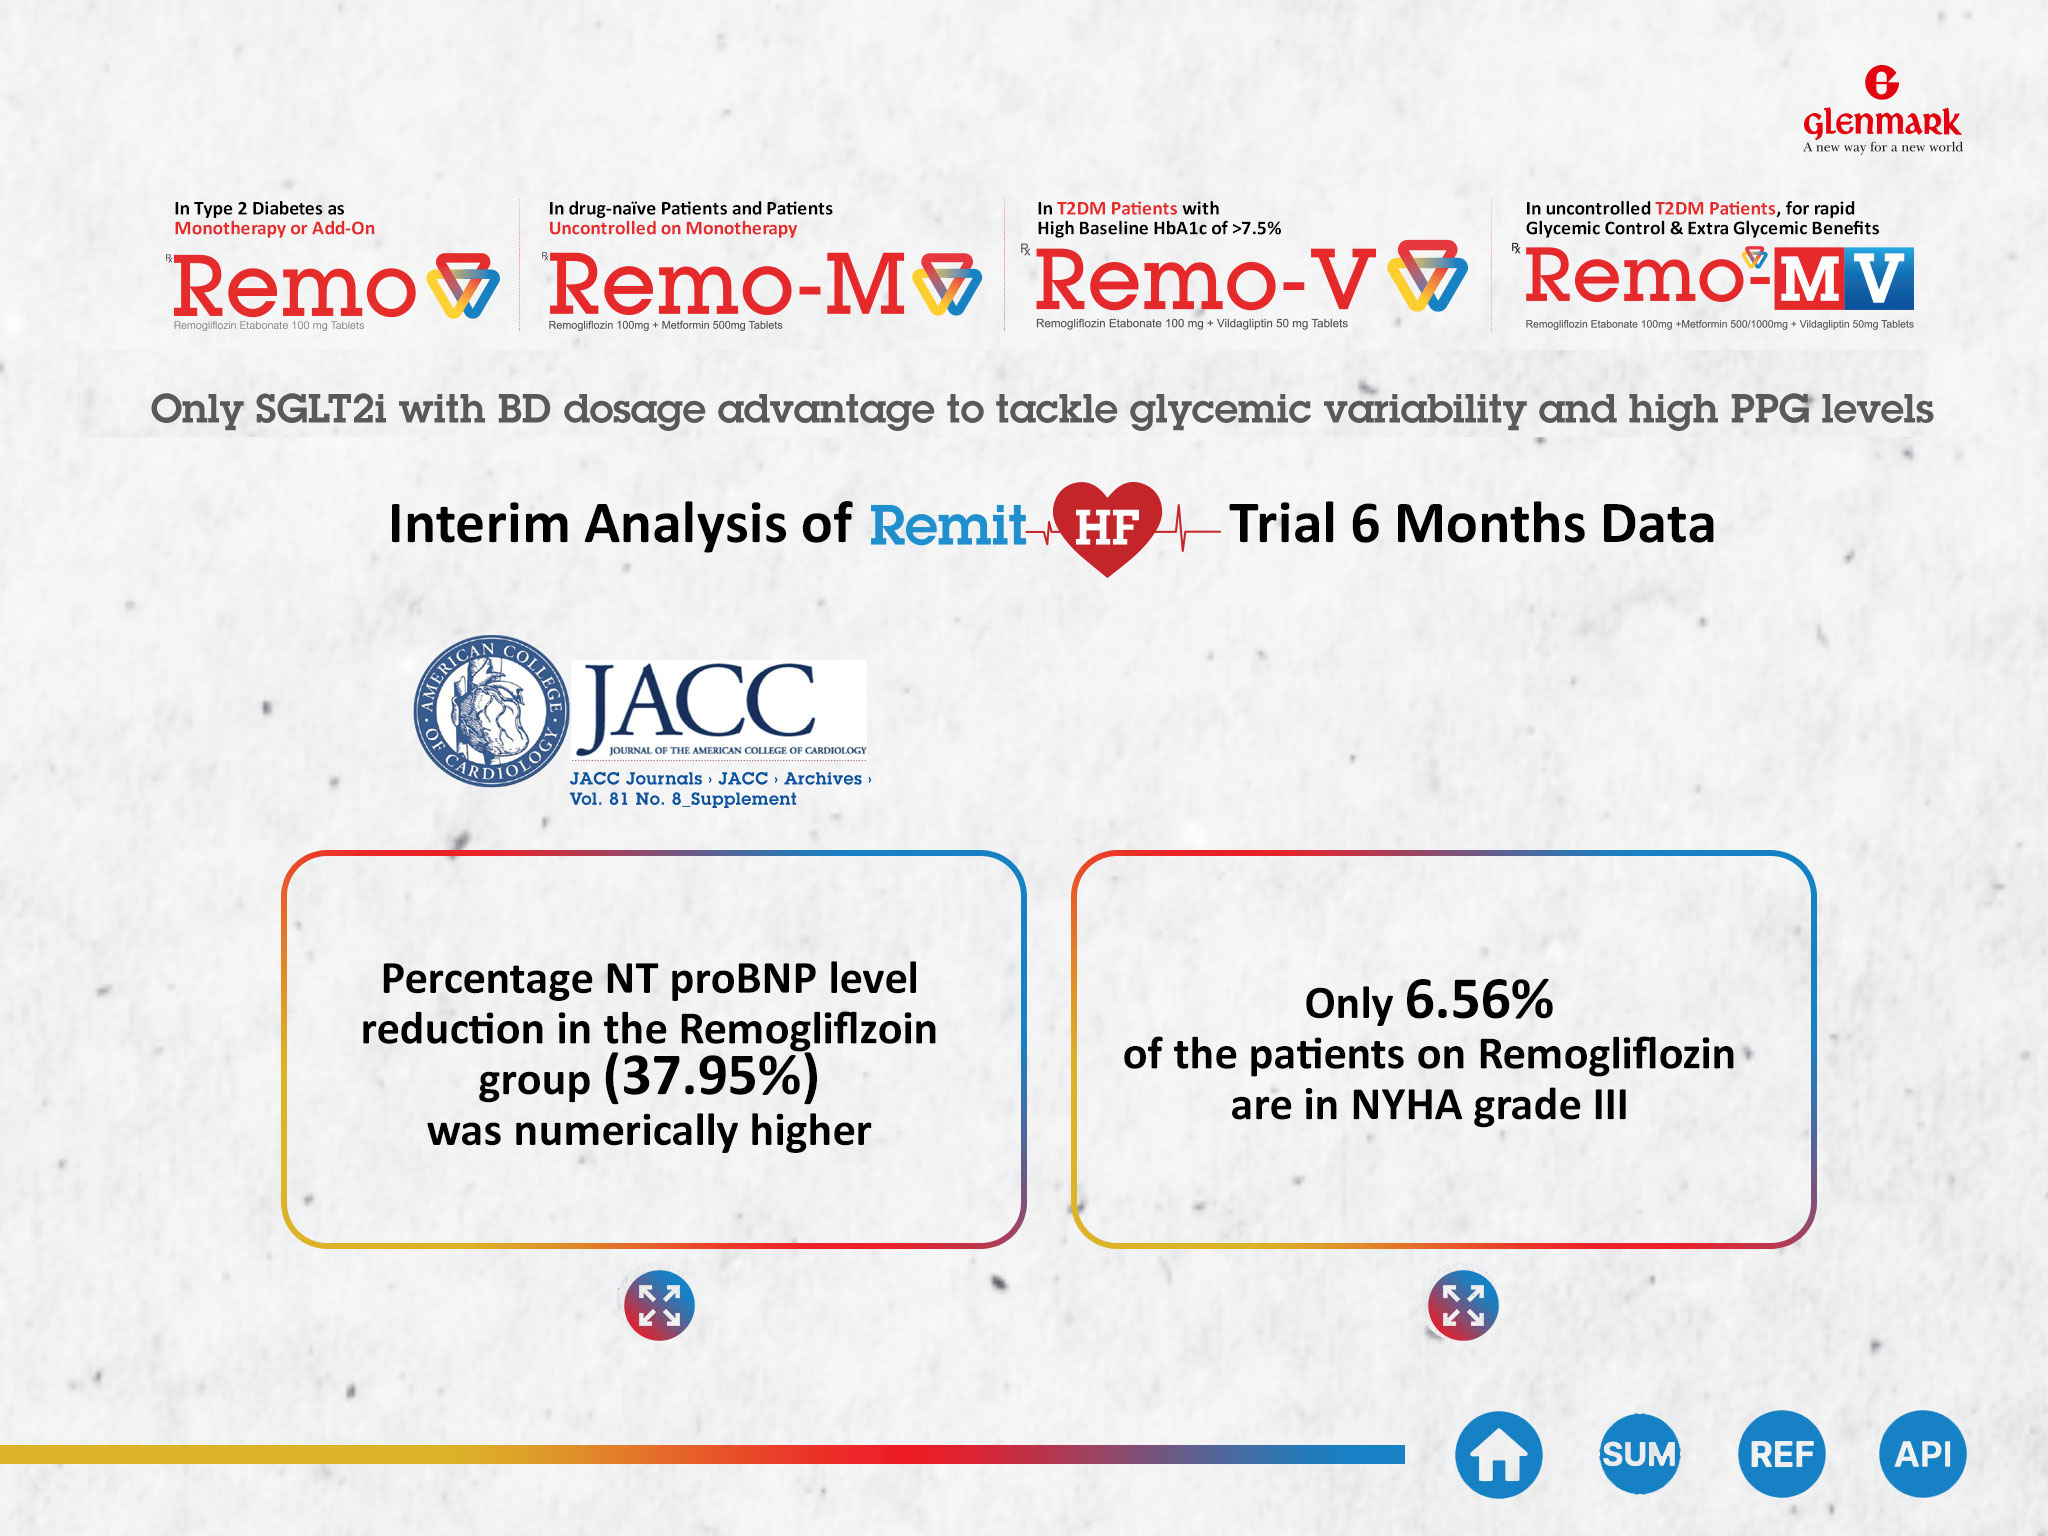 Glenmark
A new way for a new world
In Type 2 Diabetes as
Monotherapy or Add-On
Rx Remo
Remogliflozin Etabonate 100 mg Tablets
In drug-naïve Patients and Patients
Uncontrolled on Monotherapy
Rx Remo-M
Remogliflozin 100mg + Metformin 500mg Tablets
In T2DM Patients with
High Baseline HbA1c of >7.5%
Rx Remo-V
Remogliflozin Etabonate 100 mg + Vildagliptin 50 mg Tablets
In uncontrolled T2DM Patients, for rapid
Glycemic Control & Extra Glycemic Benefits
Rx Remo-MV
Remogliflozin Etabonate 100mg +Metformin 500/1000mg + Vildagliptin 50mg Tablets
Only SGLT2i with BD dosage advantage to tackle glycemic variability and high PPG levels
Interim Analysis of Remit HF Trial 6 Months Data
AMERICAN COLLEGE OF CARDIOLOGY
JACC
JOURNAL OF THE AMERICAN COLLEGE OF CARDIOLOGY
JACC Journals › JACC › Archives ›
Vol. 81 No. 8_Supplement
Percentage NT proBNP level
reduction in the Remogliflzoin
group (37.95%)
was numerically higher
Only 6.56%
of the patients on Remogliflozin
are in NYHA grade III
SUM
REF
API